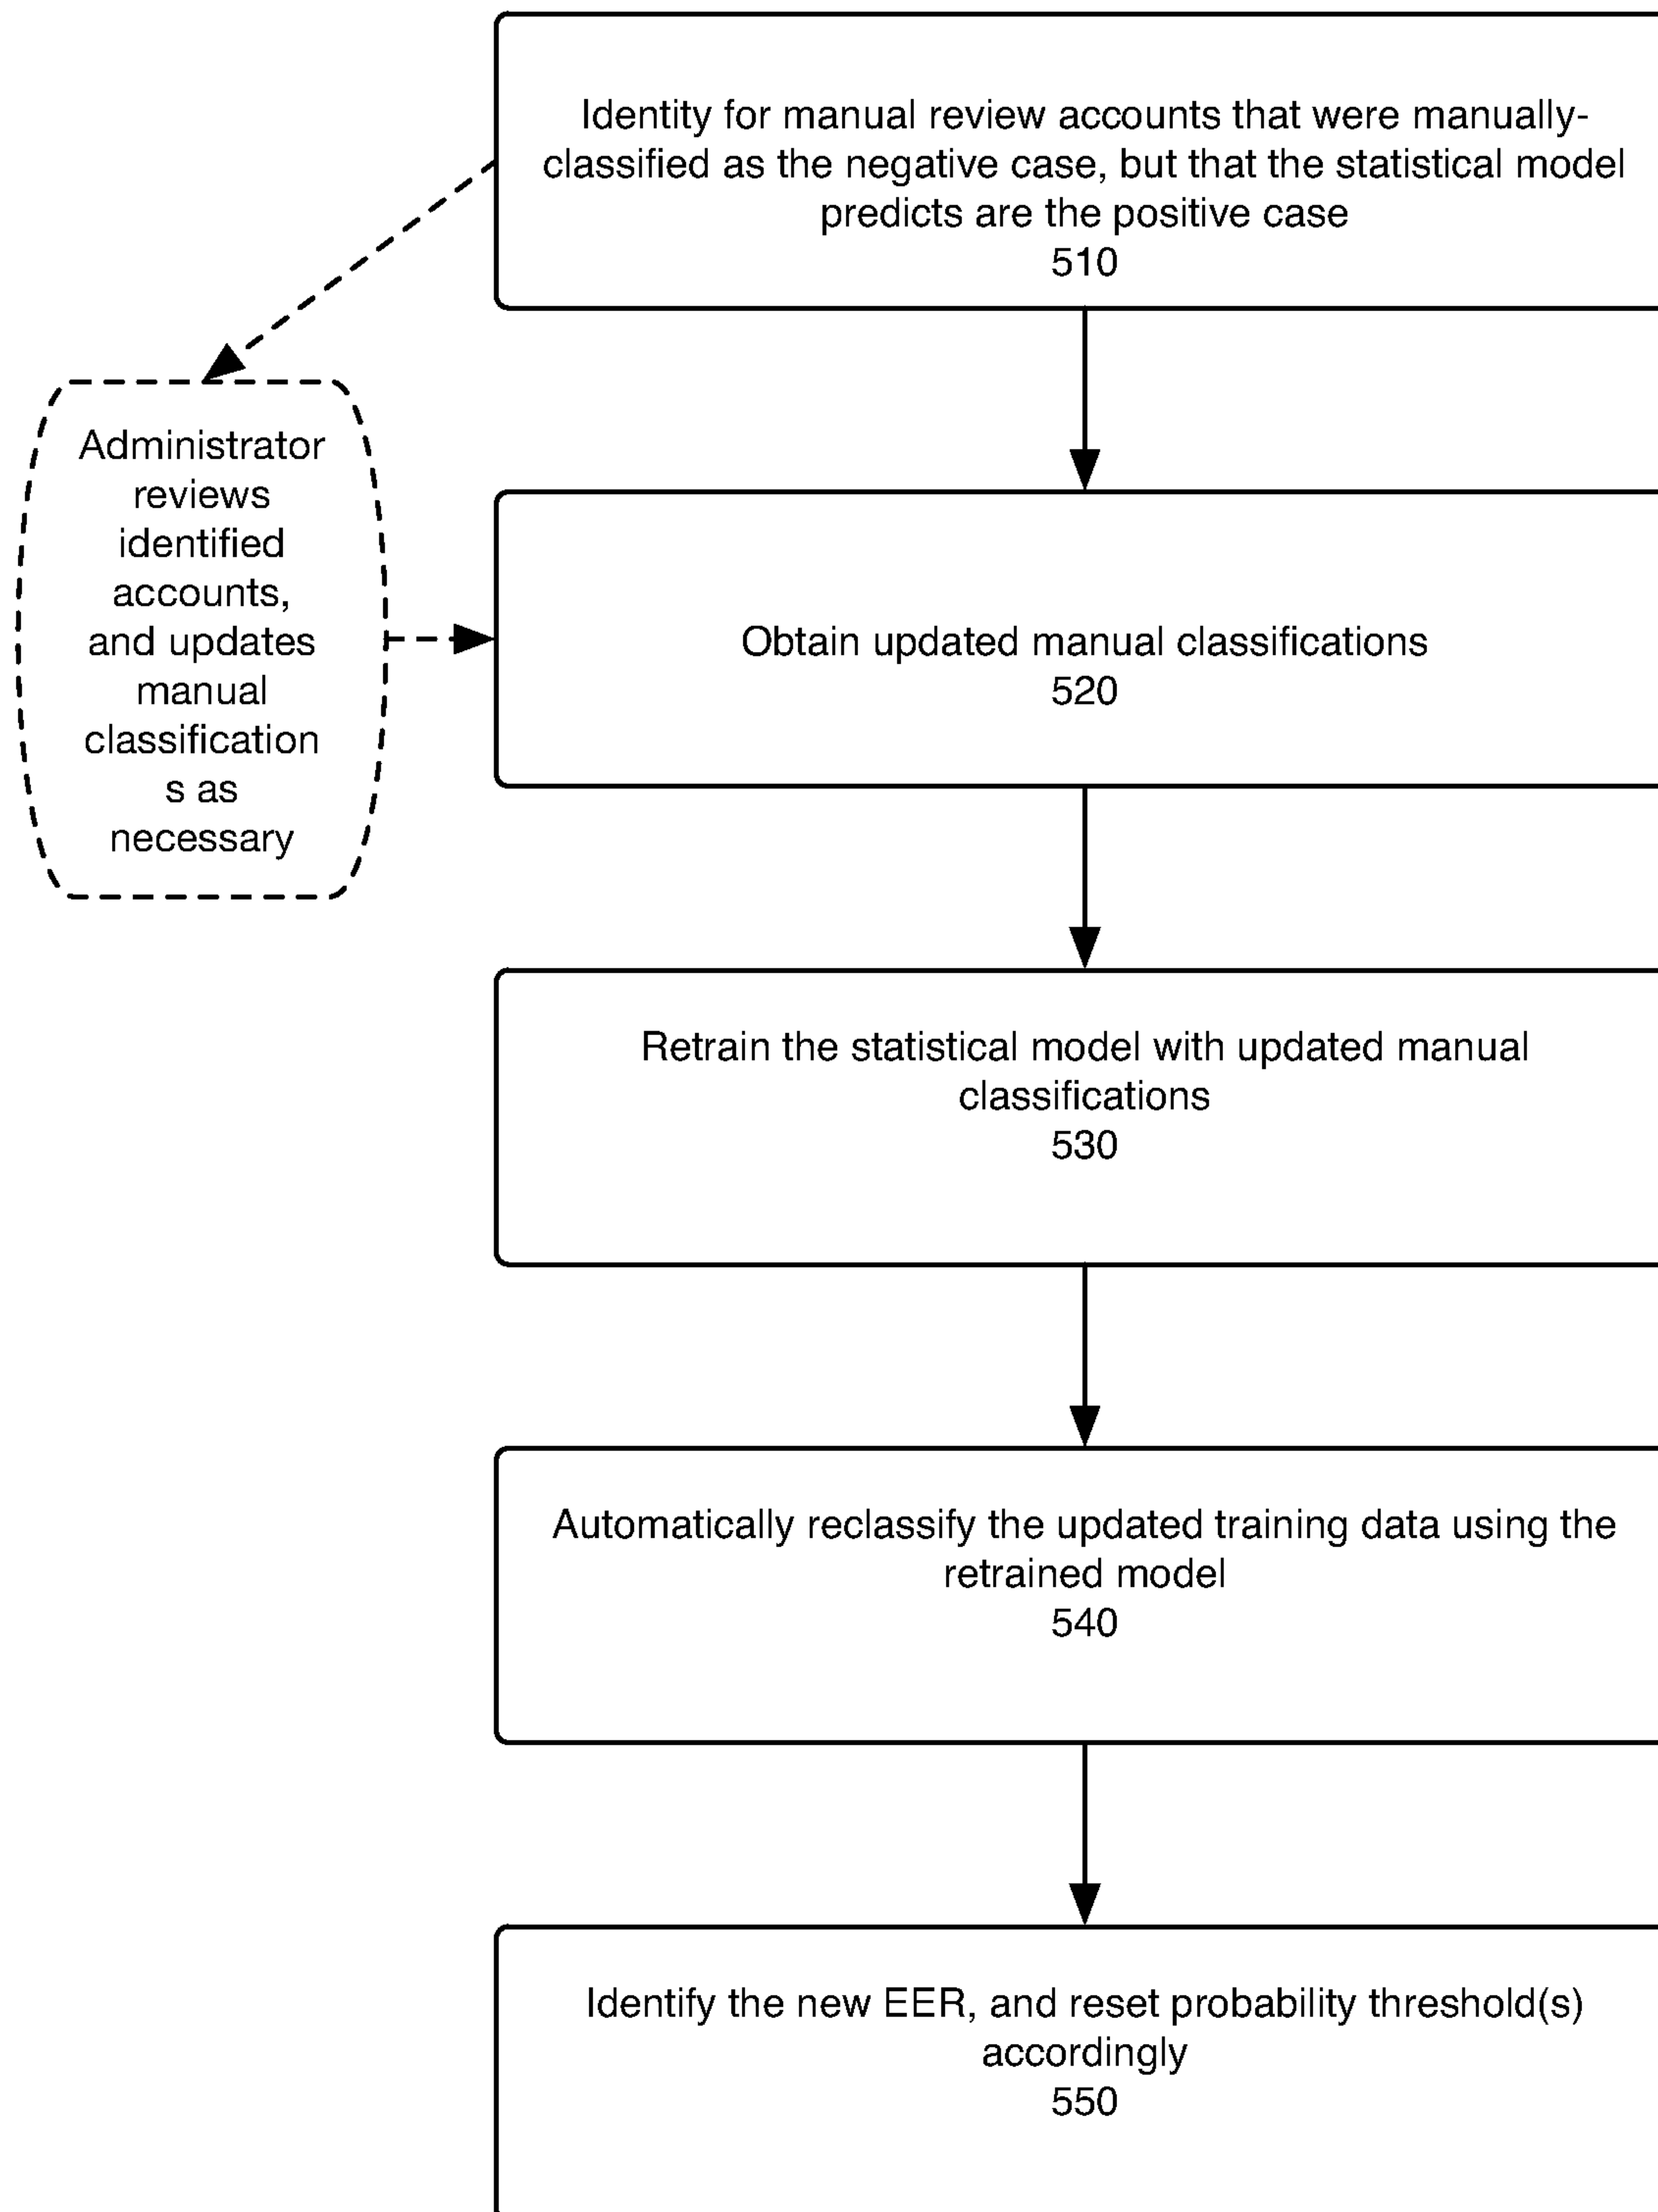 Identity for manual review accounts that were manually-
classified as the negative case, but that the statistical model
predicts are the positive case
510
Administrator
reviews
identified
accounts,
and updates
manual
classification
s as
necessary
Obtain updated manual classifications
520
Retrain the statistical model with updated manual
classifications
530
Automatically reclassify the updated training data using the
retrained model
540
Identify the new EER, and reset probability threshold(s)
accordingly
550